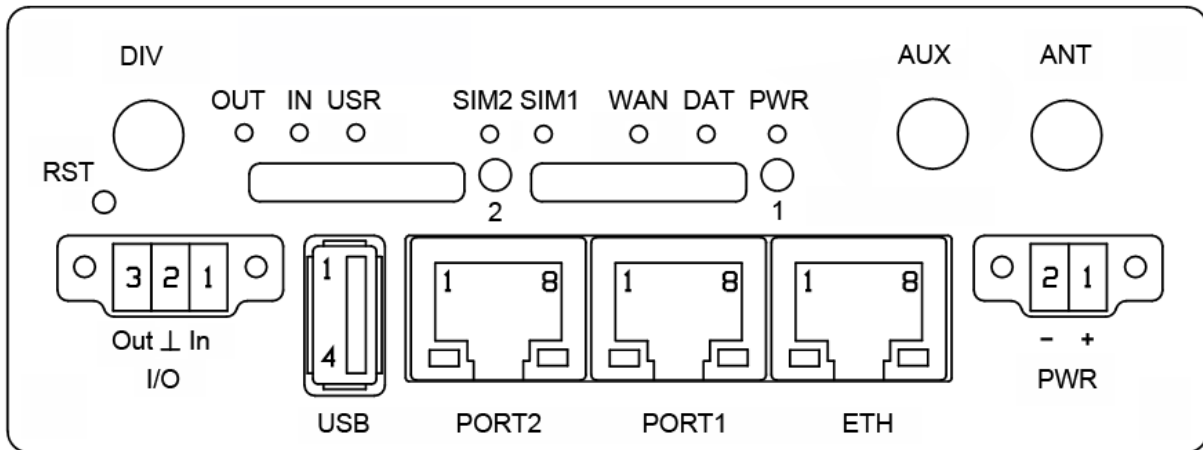 DIV AUX ANT
OUT IN USR SIM2 SIM1 WAN DAT PWR
RST
2 1
3 2 1 1 1 8 1 8 1 8 2 1
4
Out ⊥ In - +
I/O PWR
USB PORT2 PORT1 ETH